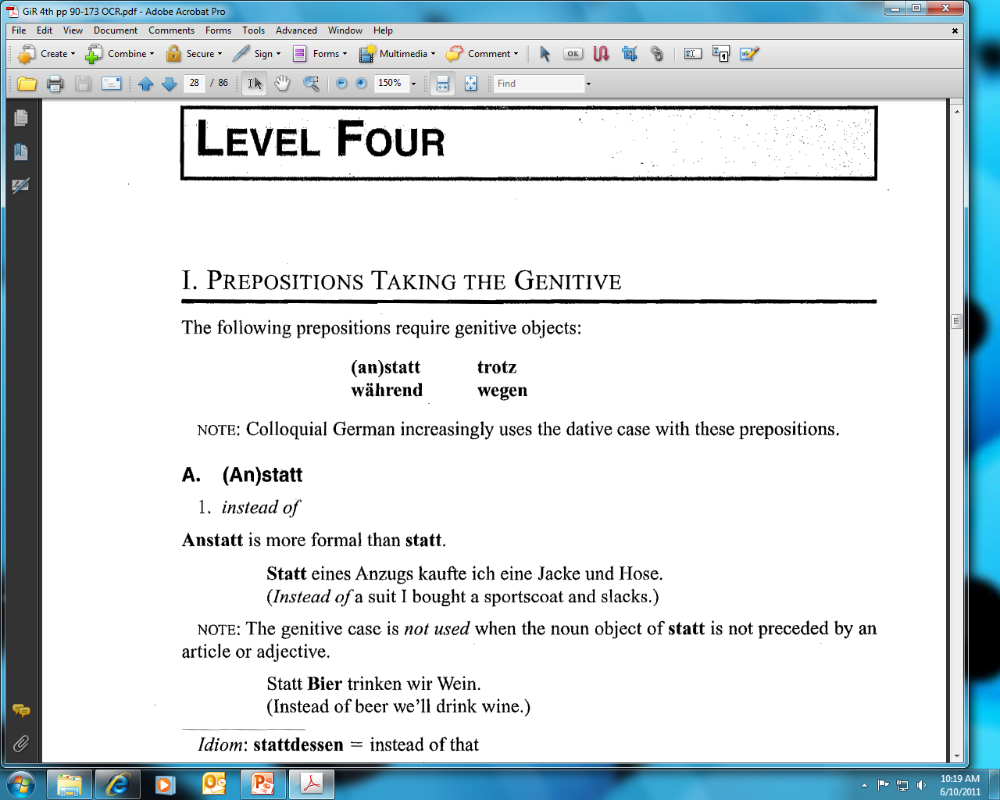 GiR 4th pp 90-173 OCR.pdf - Adobe Acrobat Pro
File Edit View Document Comments Forms Tools Advanced Window Help
Create Combine Secure Sign Forms Multimedia Comment OK
28 / 86 150% Find
LEVEL FOUR
I. PREPOSITIONS TAKING THE GENITIVE
The following prepositions require genitive objects:
(an)statt trotz
während wegen
NOTE: Colloquial German increasingly uses the dative case with these prepositions.
A. (An)statt
1. instead of
Anstatt is more formal than statt.
Statt eines Anzugs kaufte ich eine Jacke und Hose.
(Instead of a suit I bought a sportscoat and slacks.)
NOTE: The genitive case is not used when the noun object of statt is not preceded by an
article or adjective.
Statt Bier trinken wir Wein.
(Instead of beer we'll drink wine.)
Idiom: stattdessen = instead of that
10:19 AM
6/10/2011